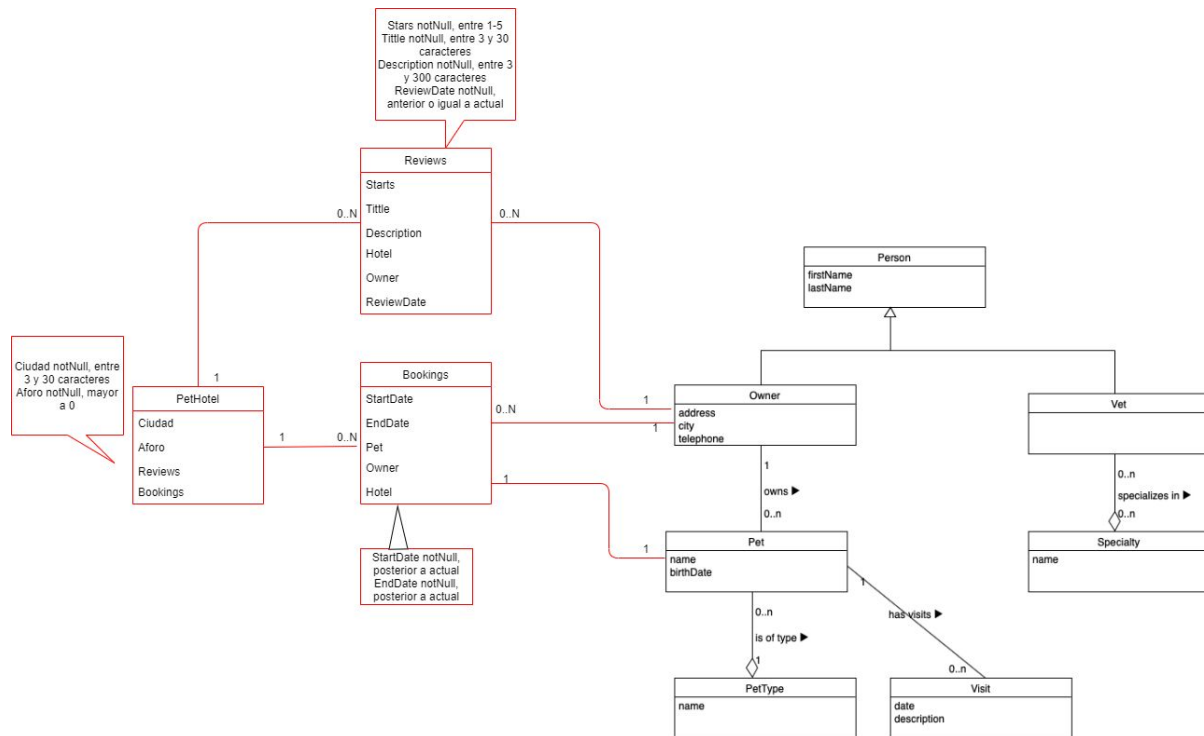 Stars notNull, entre 1-5
Tittle notNull, entre 3 y 30
caracteres
Description notNull, entre 3
y 300 caracteres
ReviewDate notNull,
anterior o igual a actual
Reviews
Starts
Tittle
Description
Hotel
Owner
ReviewDate
0..N
0..N
Person
firstName
lastName
Ciudad notNull, entre
3 y 30 caracteres
Aforo notNull, mayor
a 0
1
PetHotel
Ciudad
Aforo
Reviews
Bookings
1
0..N
Bookings
StartDate
EndDate
Pet
Owner
Hotel
0..N
1
1
1
Owner
address
city
telephone
Vet
1
owns ▶
0..n
0..n
specializes in ▶
0..n
StartDate notNull,
posterior a actual
EndDate notNull,
posterior a actual
1
Pet
name
birthDate
Specialty
name
0..n
is of type ▶
1
1
has visits ▶
0..n
PetType
name
Visit
date
description